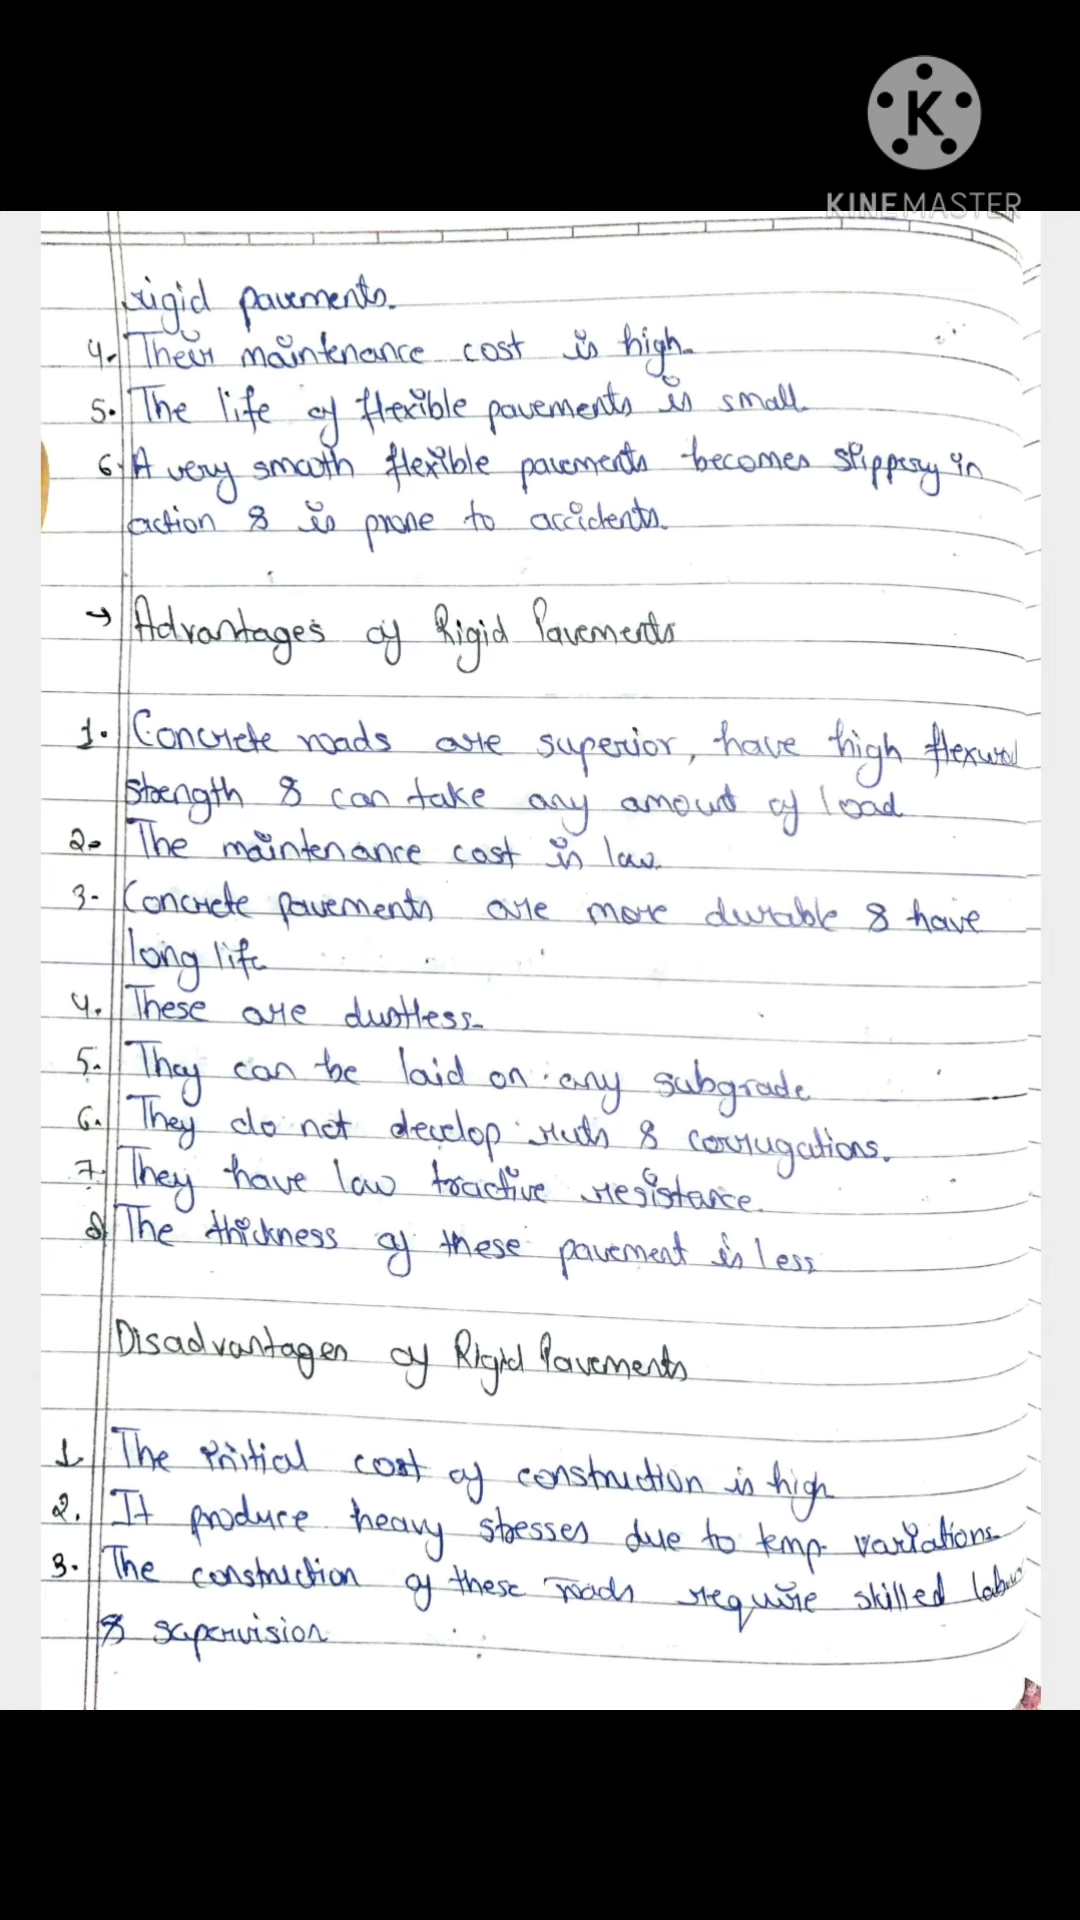 KINEMASTER
rigid pavements.
4. Their maintenance cost is high.
5. The life of flexible pavements is small.
6. A very smooth flexible pavements becomes slippery in
action & is prone to accidents.
→ Advantages of Rigid Pavements
1. Concrete roads are superior, have high flexural
strength & can take any amount of load
2. The maintenance cost is low
3. Concrete pavements are more durable & have
long life
4. These are dustless.
5. They can be laid on any subgrade
6. They do not develop ruts & corrugations.
7. They have low tractive resistance.
8. The thickness of these pavement is less
Disadvantages of Rigid Pavements
1. The initial cost of construction is high
2. It produce heavy stresses due to temp. variations.
3. The construction of these roads require skilled labour
& supervision